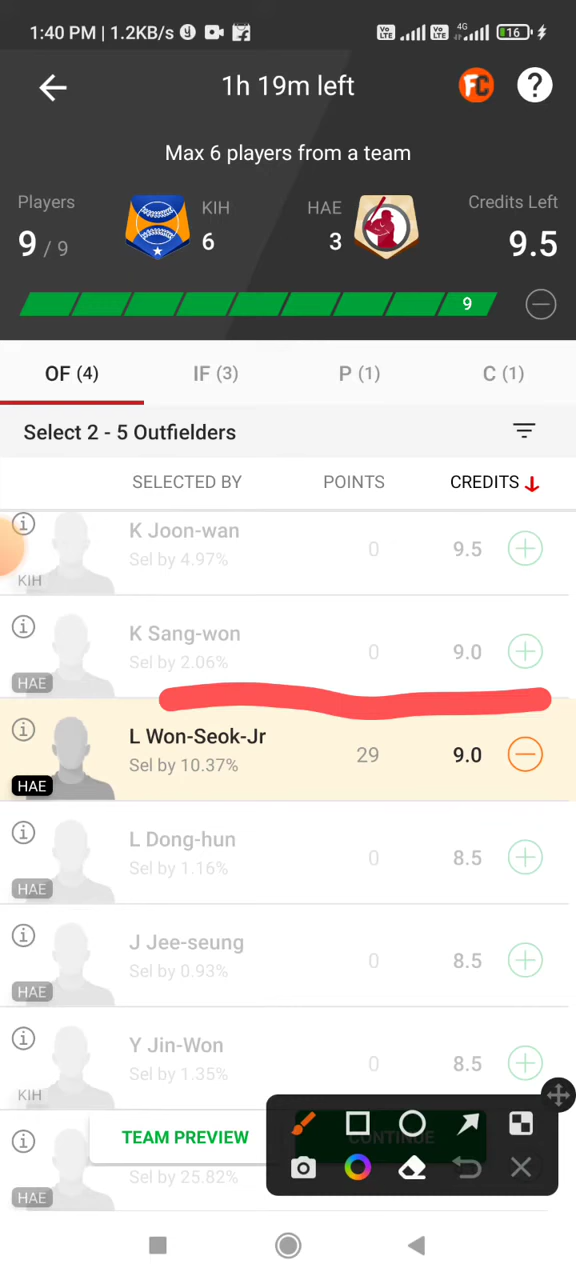 1:40 PM | 1.2KB/s
4G
16
1h 19m left
FC
?
Max 6 players from a team
Players
KIH
HAE
Credits Left
9 / 9
6
3
9.5
9
OF (4)
IF (3)
P (1)
C (1)
Select 2 - 5 Outfielders
SELECTED BY
POINTS
CREDITS
K Joon-wan
Sel by 4.97%
0
9.5
KIH
K Sang-won
Sel by 2.06%
0
9.0
HAE
L Won-Seok-Jr
Sel by 10.37%
29
9.0
HAE
L Dong-hun
Sel by 1.16%
0
8.5
HAE
J Jee-seung
Sel by 0.93%
0
8.5
HAE
Y Jin-Won
Sel by 1.35%
0
8.5
KIH
TEAM PREVIEW
CONTINUE
Sel by 25.82%
HAE